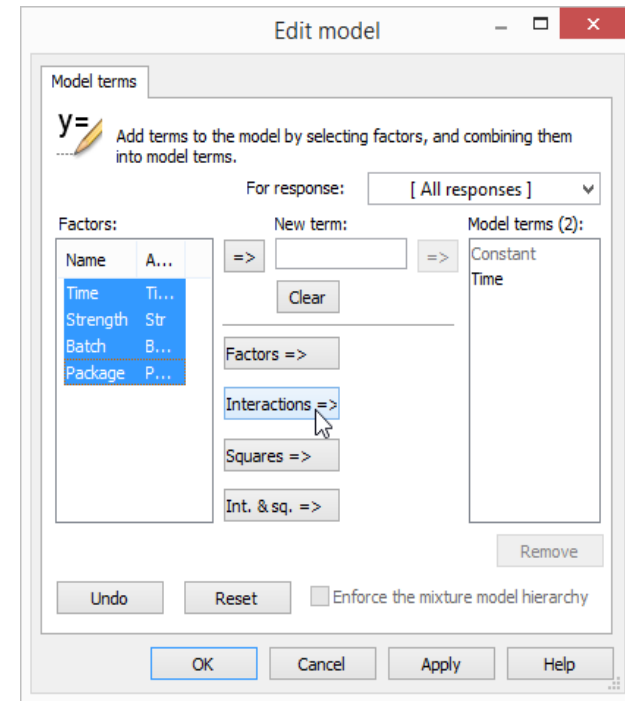 Edit model
Model terms
y=
Add terms to the model by selecting factors, and combining them
into model terms.
For response: [ All responses ]
Factors: New term: Model terms (2):
Name A...
=> =>
Constant
Time
Time Ti...
Clear
Strength Str
Batch B...
Package P...
Factors =>
Interactions =>
Squares =>
Int. & sq. =>
Remove
Undo Reset Enforce the mixture model hierarchy
OK Cancel Apply Help